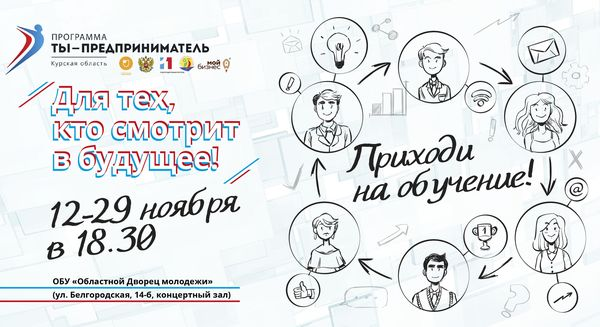 ПРОГРАММА
ТЫ–ПРЕДПРИНИМАТЕЛЬ
Курская область
мой бизнес
Для тех,
кто смотрит
в будущее!
12-29 ноября
в 18.30
ОБУ «Областной Дворец молодежи»
(ул. Белгородская, 14-б, концертный зал)
Приходи
на обучение!